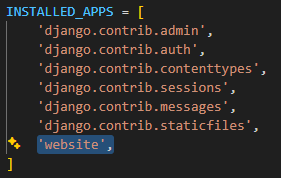 INSTALLED_APPS = [
    'django.contrib.admin',
    'django.contrib.auth',
    'django.contrib.contenttypes',
    'django.contrib.sessions',
    'django.contrib.messages',
    'django.contrib.staticfiles',
    'website',
]